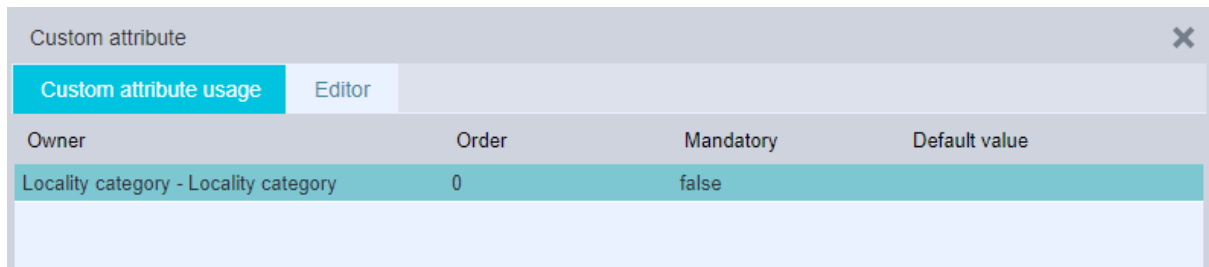 Custom attribute
Custom attribute usage Editor
Owner Order Mandatory Default value
Locality category - Locality category 0 false